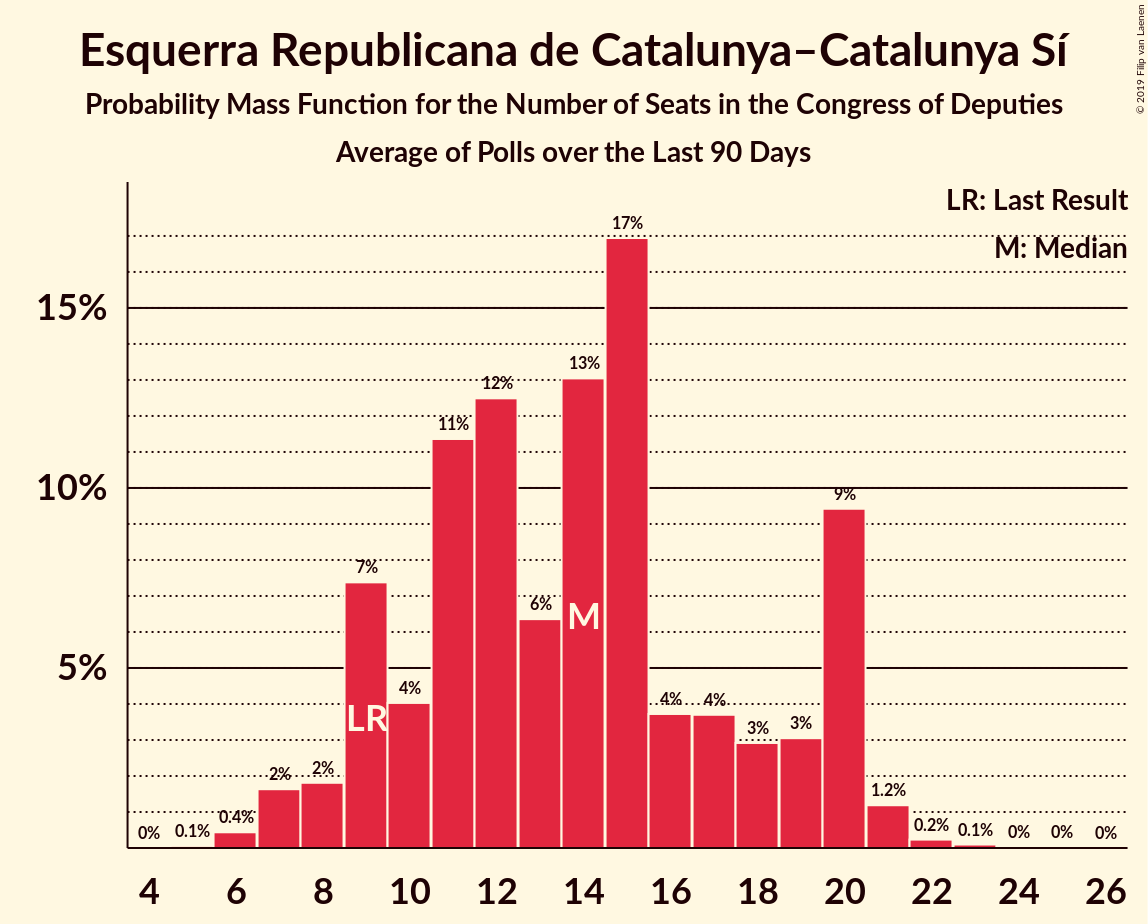 Esquerra Republicana de Catalunya–Catalunya Sí
Probability Mass Function for the Number of Seats in the Congress of Deputies
Average of Polls over the Last 90 Days
© 2019 Filip van Laenen
LR: Last Result
M: Median
15%
10%
5%
0%
0.1%
0.4%
2%
2%
7%
4%
11%
12%
6%
13%
17%
4%
4%
3%
3%
9%
1.2%
0.2%
0.1%
0%
0%
0%
LR
M
4 6 8 10 12 14 16 18 20 22 24 26